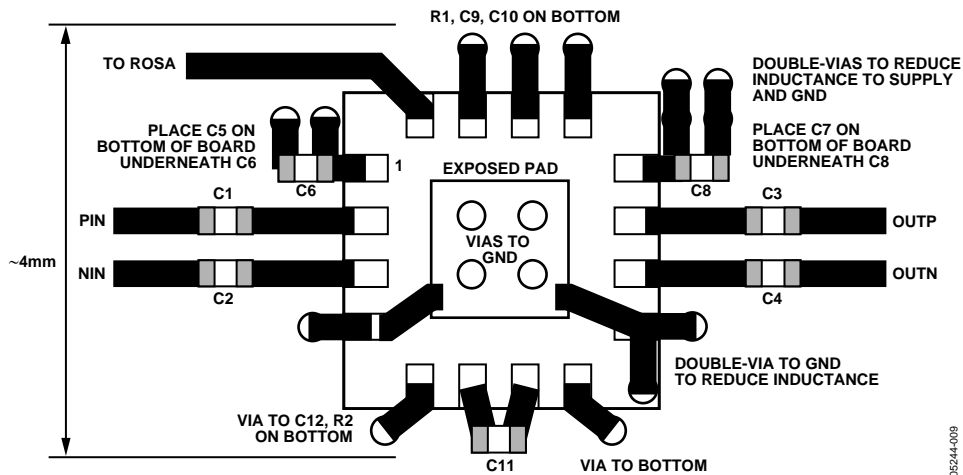 R1, C9, C10 ON BOTTOM
TO ROSA
DOUBLE-VIAS TO REDUCE
INDUCTANCE TO SUPPLY
AND GND
PLACE C5 ON
BOTTOM OF BOARD
UNDERNEATH C6
PLACE C7 ON
BOTTOM OF BOARD
UNDERNEATH C8
1
EXPOSED PAD
C6
C8
C1
C3
PIN
OUTP
VIAS TO
GND
~4mm
NIN
OUTN
C2
C4
DOUBLE-VIA TO GND
TO REDUCE INDUCTANCE
VIA TO C12, R2
ON BOTTOM
C11
VIA TO BOTTOM
05244-009